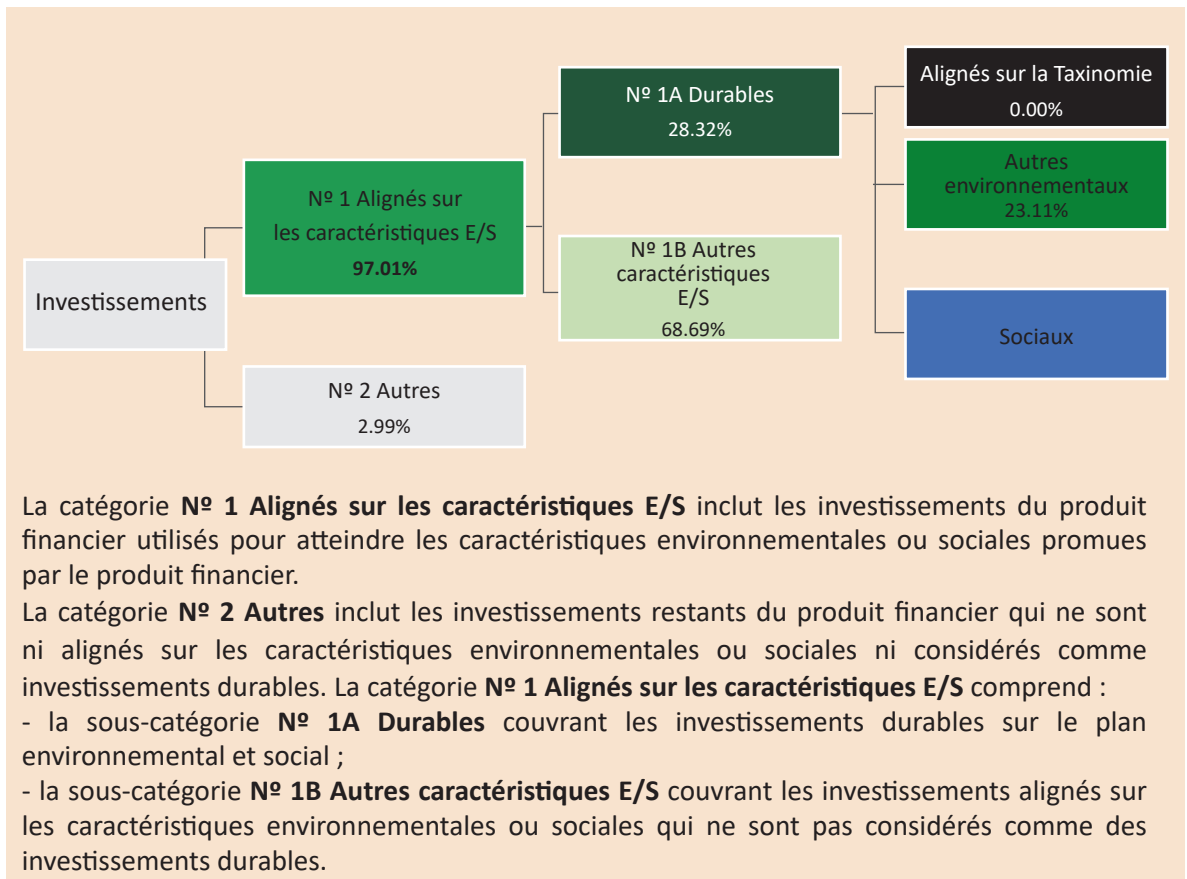 Investissements
Nº 1 Alignés sur
les caractéristiques E/S
97.01%
Nº 2 Autres
2.99%
Nº 1A Durables
28.32%
Nº 1B Autres
caractéristiques
E/S
68.69%
Alignés sur la Taxinomie
0.00%
Autres
environnementaux
23.11%
Sociaux
La catégorie Nº 1 Alignés sur les caractéristiques E/S inclut les investissements du produit
financier utilisés pour atteindre les caractéristiques environnementales ou sociales promues
par le produit financier.
La catégorie Nº 2 Autres inclut les investissements restants du produit financier qui ne sont
ni alignés sur les caractéristiques environnementales ou sociales ni considérés comme
investissements durables. La catégorie Nº 1 Alignés sur les caractéristiques E/S comprend :
- la sous-catégorie Nº 1A Durables couvrant les investissements durables sur le plan
environnemental et social ;
- la sous-catégorie Nº 1B Autres caractéristiques E/S couvrant les investissements alignés sur
les caractéristiques environnementales ou sociales qui ne sont pas considérés comme des
investissements durables.